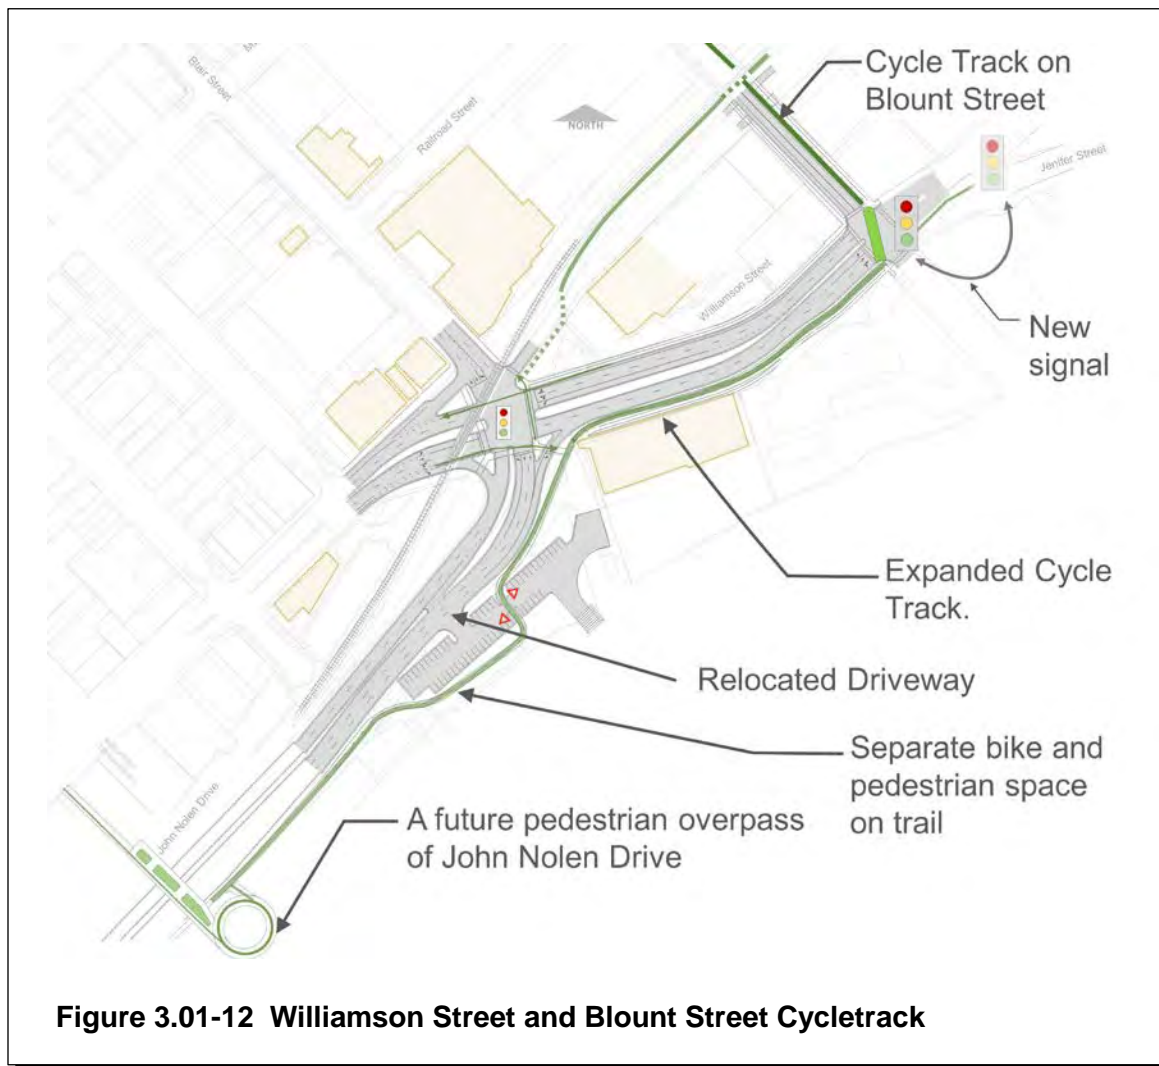 Cycle Track on
Blount Street
Blair Street
Railroad Street
NORTH
Jenifer Street
Williamson Street
New
signal
Expanded Cycle
Track.
Relocated Driveway
Separate bike and
pedestrian space
on trail
John Nolen Drive
A future pedestrian overpass
of John Nolen Drive
Figure 3.01-12 Williamson Street and Blount Street Cycletrack